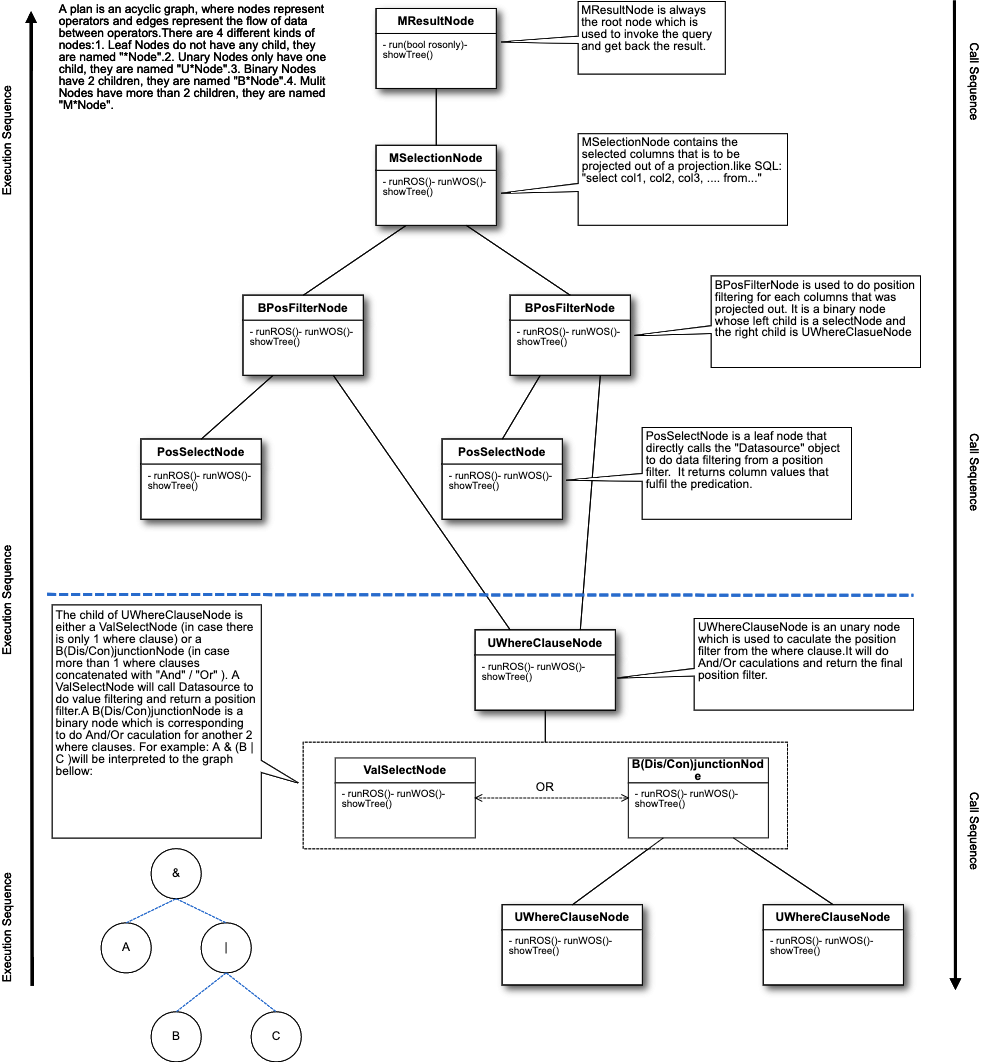 A plan is an acyclic graph, where nodes represent
operators and edges represent the flow of data
between operators.There are 4 different kinds of
nodes:1. Leaf Nodes do not have any child, they
are named "*Node".2. Unary Nodes only have one
child, they are named "U*Node".3. Binary Nodes
have 2 children, they are named "B*Node".4. Mulit
Nodes have more than 2 children, they are named
"M*Node".
MResultNode
- run(bool rosonly)-
showTree()
MResultNode is always
the root node which is
used to invoke the query
and get back the result.
Execution Sequence
Call Sequence
MSelectionNode
- runROS()- runWOS()-
showTree()
MSelectionNode contains the
selected columns that is to be
projected out of a projection.like SQL:
"select col1, col2, col3, .... from..."
BPosFilterNode
- runROS()- runWOS()-
showTree()
BPosFilterNode
- runROS()- runWOS()-
showTree()
BPosFilterNode is used to do position
filtering for each columns that was
projected out. It is a binary node
whose left child is a selectNode and
the right child is UWhereClasueNode
PosSelectNode
- runROS()- runWOS()-
showTree()
PosSelectNode
- runROS()- runWOS()-
showTree()
PosSelectNode is a leaf node that
directly calls the "Datasource" object
to do data filtering from a position
filter.  It returns column values that
fulfil the predication.
Call Sequence
Execution Sequence
The child of UWhereClauseNode is
either a ValSelectNode (in case there
is only 1 where clause) or a
B(Dis/Con)junctionNode (in case
more than 1 where clauses
concatenated with "And" / "Or" ). A
ValSelectNode will call Datasource to
do value filtering and return a position
filter.A B(Dis/Con)junctionNode is a
binary node which is corresponding
to do And/Or caculation for another 2
where clauses. For example: A & (B |
C )will be interpreted to the graph
bellow:
UWhereClauseNode
- runROS()- runWOS()-
showTree()
UWhereClauseNode is an unary node
which is used to caculate the position
filter from the where clause.It will do
And/Or caculations and return the final
position filter.
ValSelectNode
- runROS()- runWOS()-
showTree()
OR
B(Dis/Con)junctionNod
e
- runROS()- runWOS()-
showTree()
Call Sequence
Execution Sequence
UWhereClauseNode
- runROS()- runWOS()-
showTree()
UWhereClauseNode
- runROS()- runWOS()-
showTree()
&
A
|
B
C